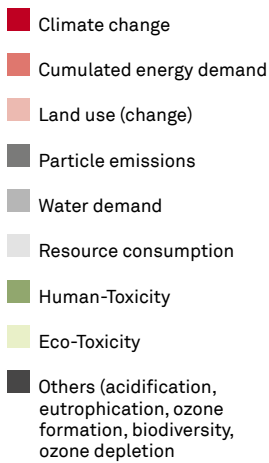 Climate change
Cumulated energy demand
Land use (change)
Particle emissions
Water demand
Resource consumption
Human-Toxicity
Eco-Toxicity
Others (acidification,
eutrophication, ozone
formation, biodiversity,
ozone depletion